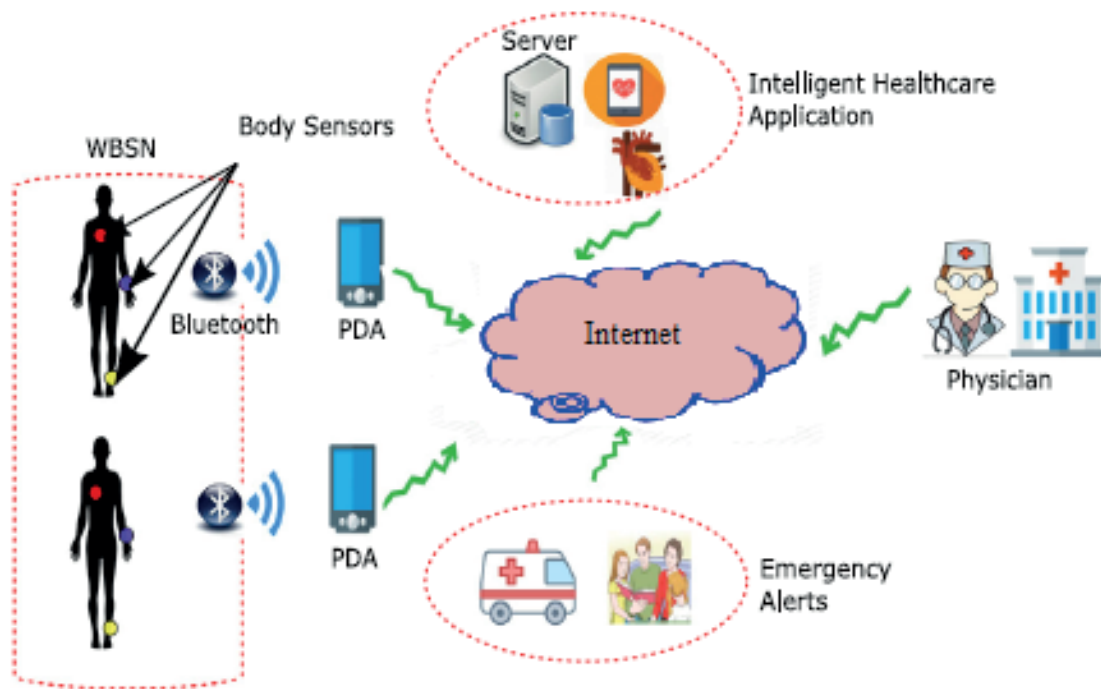 Server
Intelligent Healthcare
Application
Body Sensors
WBSN
Bluetooth
PDA
Internet
Physician
PDA
Emergency
Alerts